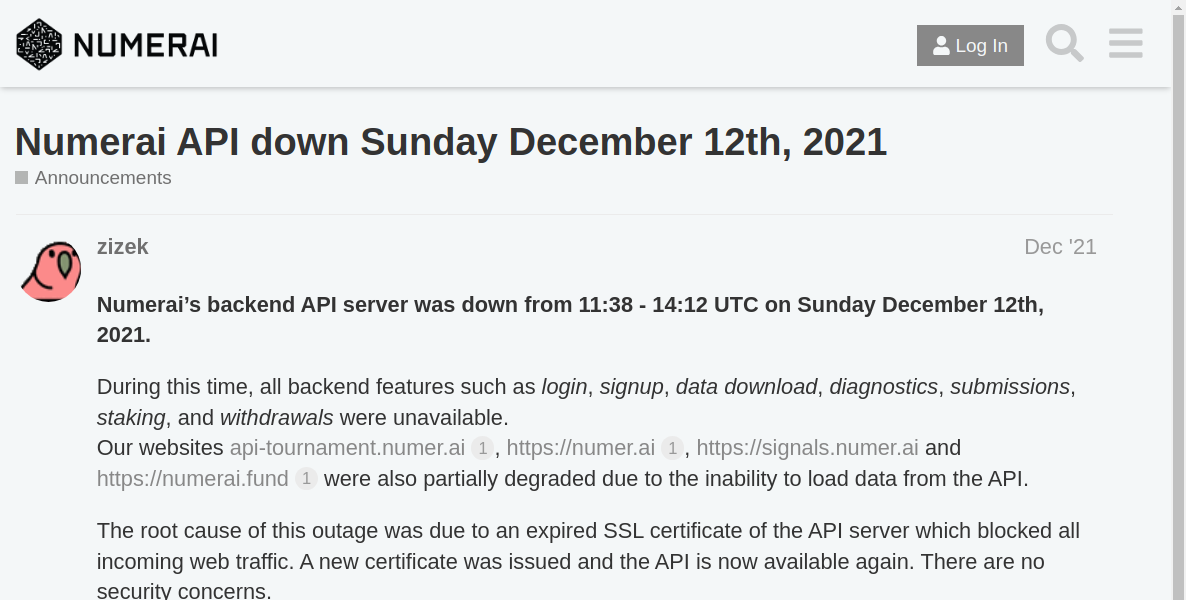 NUMERAI
Log In
Numerai API down Sunday December 12th, 2021
Announcements
zizek
Dec '21
Numerai’s backend API server was down from 11:38 - 14:12 UTC on Sunday December 12th,
2021.
During this time, all backend features such as login, signup, data download, diagnostics, submissions,
staking, and withdrawals were unavailable.
Our websites api-tournament.numer.ai 1 , https://numer.ai 1 , https://signals.numer.ai and
https://numerai.fund 1 were also partially degraded due to the inability to load data from the API.
The root cause of this outage was due to an expired SSL certificate of the API server which blocked all
incoming web traffic. A new certificate was issued and the API is now available again. There are no
security concerns.